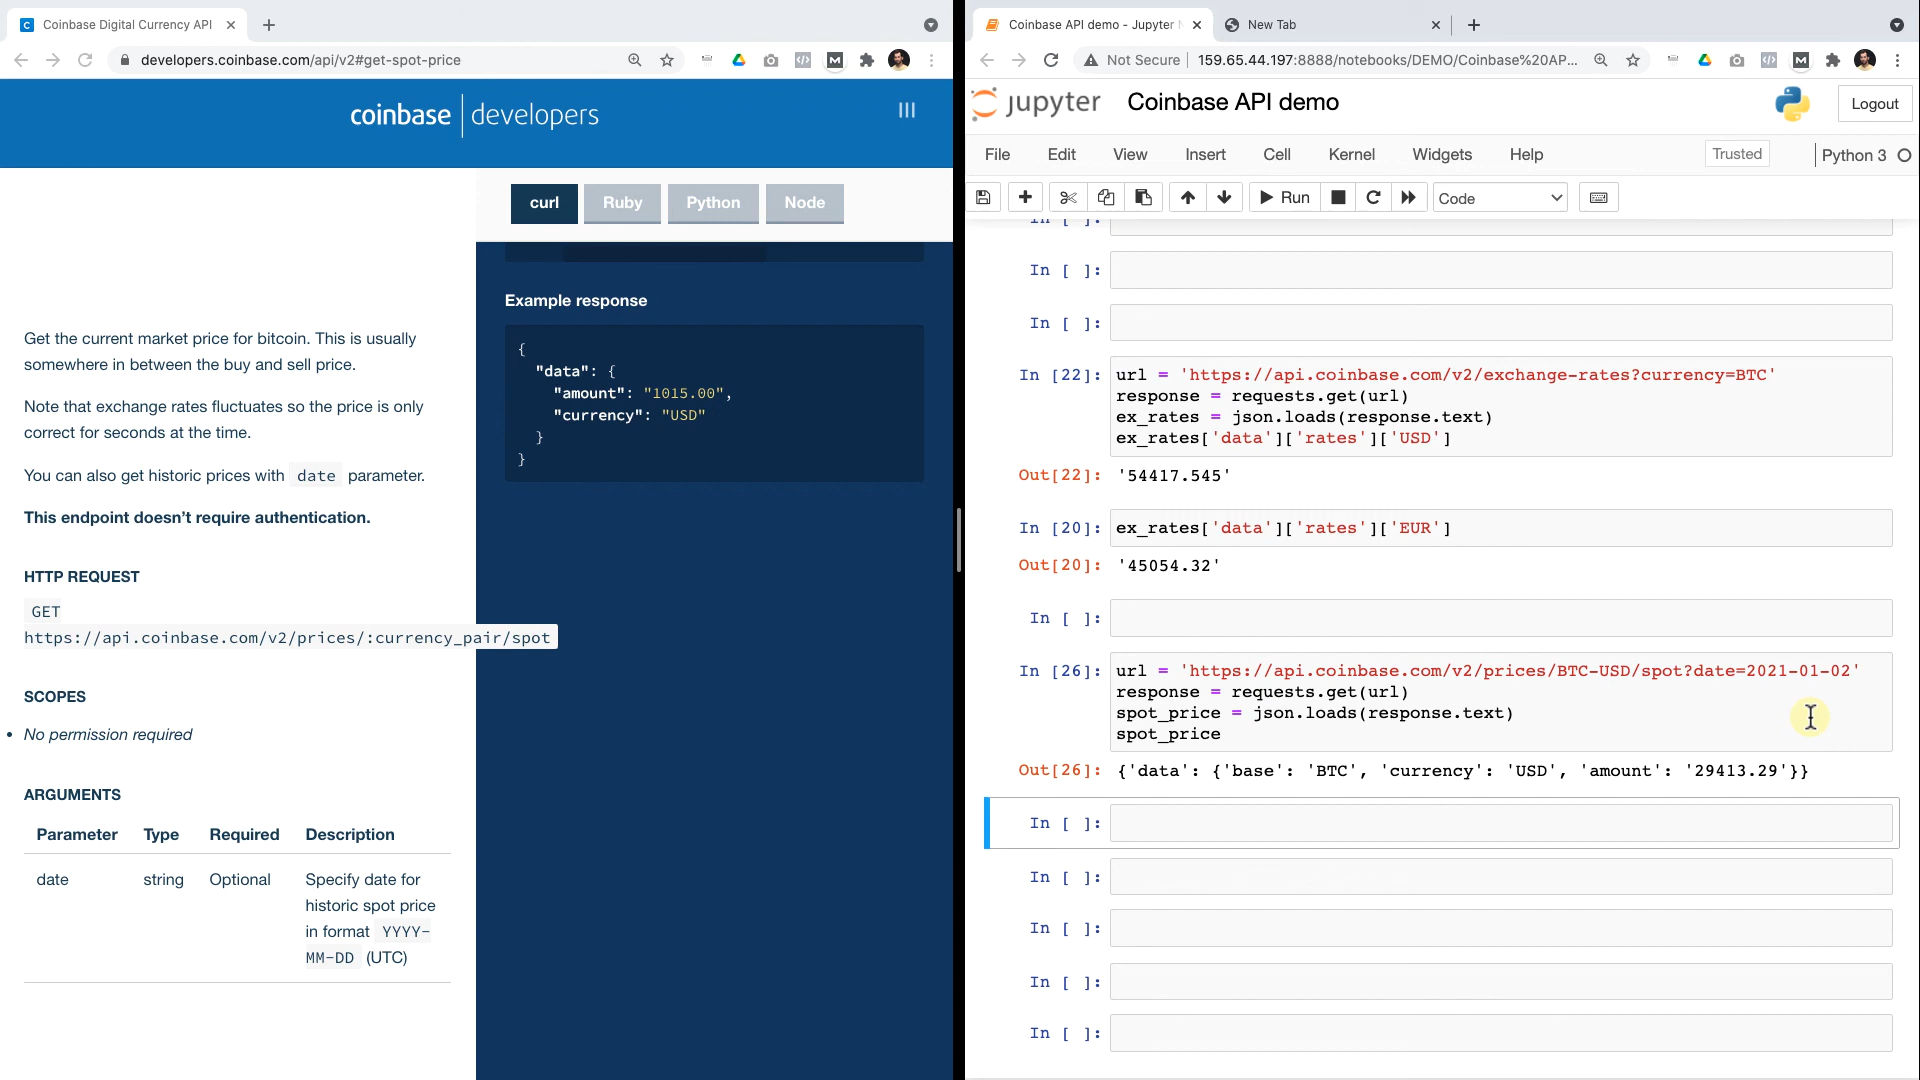 Coinbase Digital Currency API
developers.coinbase.com/api/v2#get-spot-price
coinbase developers
curl
Ruby
Python
Node
Get the current market price for bitcoin. This is usually
somewhere in between the buy and sell price.
Note that exchange rates fluctuates so the price is only
correct for seconds at the time.
You can also get historic prices with date parameter.
This endpoint doesn’t require authentication.
HTTP REQUEST
GET
https://api.coinbase.com/v2/prices/:currency_pair/spot
SCOPES
• No permission required
ARGUMENTS
Parameter Type Required Description
date string Optional Specify date for
historic spot price
in format YYYY-
MM-DD (UTC)
Example response
{
"data": {
"amount": "1015.00",
"currency": "USD"
}
}
Coinbase API demo - Jupyter
New Tab
Not Secure 159.65.44.197:8888/notebooks/DEMO/Coinbase%20AP...
jupyter Coinbase API demo
Logout
File Edit View Insert Cell Kernel Widgets Help
Trusted
Python 3
Run
Code
In [ ]:
In [ ]:
In [ ]:
In [22]: url = 'https://api.coinbase.com/v2/exchange-rates?currency=BTC'
response = requests.get(url)
ex_rates = json.loads(response.text)
ex_rates['data']['rates']['USD']
Out[22]: '54417.545'
In [20]: ex_rates['data']['rates']['EUR']
Out[20]: '45054.32'
In [ ]:
In [26]: url = 'https://api.coinbase.com/v2/prices/BTC-USD/spot?date=2021-01-02'
response = requests.get(url)
spot_price = json.loads(response.text)
spot_price
Out[26]: {'data': {'base': 'BTC', 'currency': 'USD', 'amount': '29413.29'}}
In [ ]:
In [ ]:
In [ ]:
In [ ]:
In [ ]: